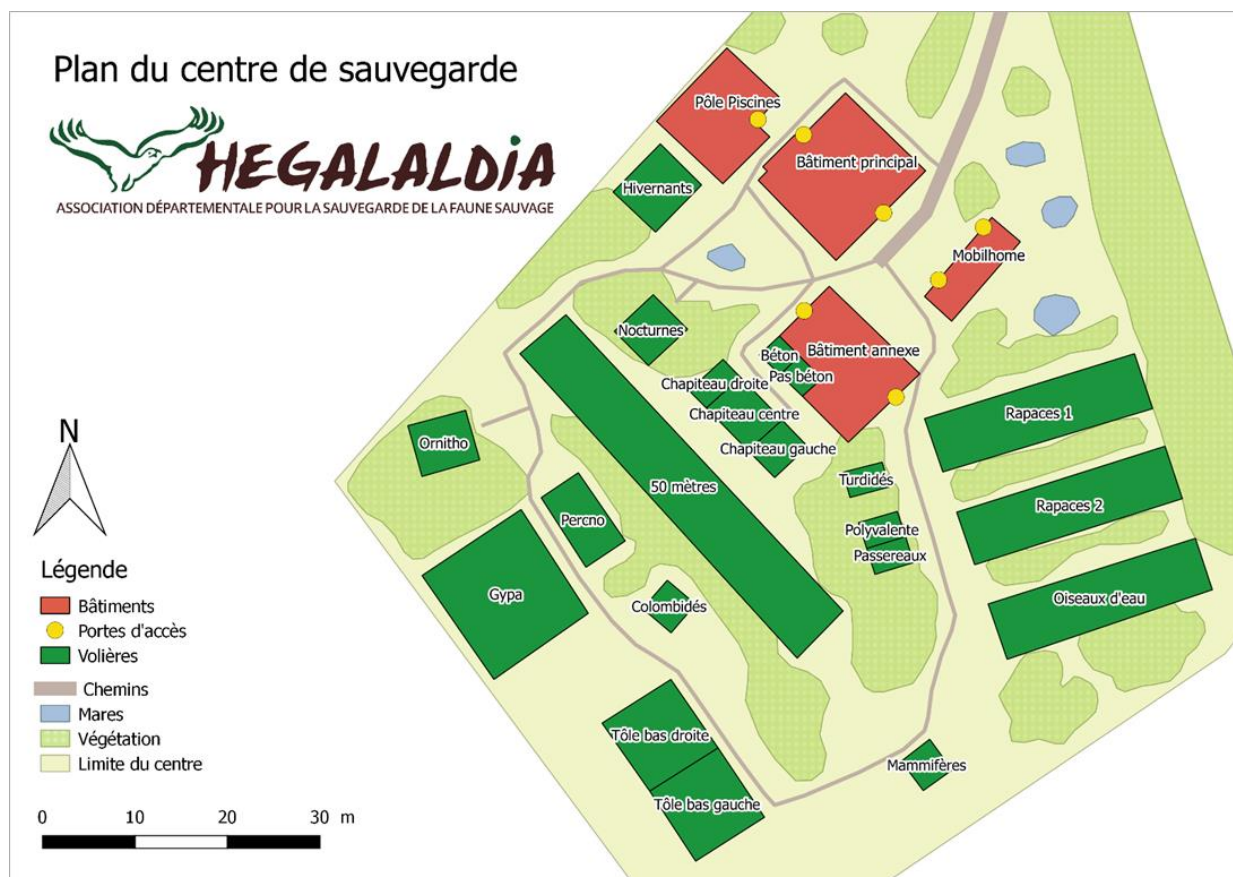 Plan du centre de sauvegarde
HEGALALDIA
ASSOCIATION DÉPARTEMENTALE POUR LA SAUVEGARDE DE LA FAUNE SAUVAGE
Pôle Piscines
Bâtiment principal
Hivernants
Mobilhome
Nocturnes
Béton
Bâtiment annexe
Pas béton
Chapiteau droite
Chapiteau centre
Chapiteau gauche
Rapaces 1
Ornitho
50 mètres
Turdidés
Rapaces 2
Percno
Polyvalente
Passereaux
Gypa
Colombidés
Oiseaux d'eau
Tôle bas droite
Mammifères
Tôle bas gauche
N
Légende
Bâtiments
Portes d'accès
Volières
Chemins
Mares
Végétation
Limite du centre
0 10 20 30 m